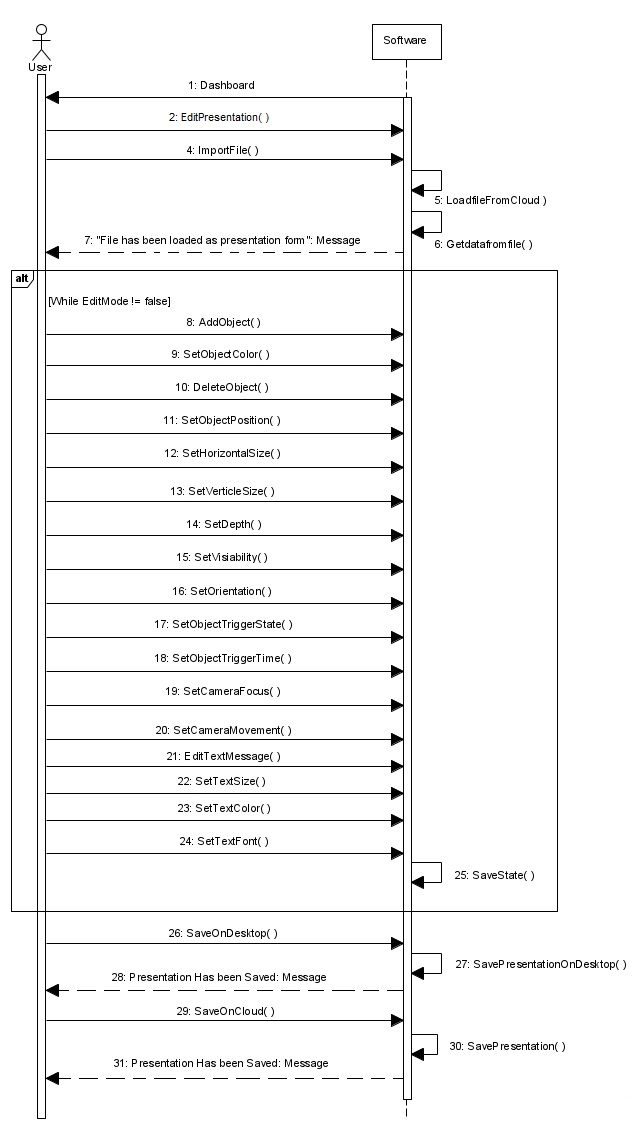 Software
User
1: Dashboard
2: EditPresentation( )
4: ImportFile( )
5: LoadfileFromCloud )
6: Getdatafromfile( )
7: "File has been loaded as presentation form": Message
alt
[While EditMode != false]
8: AddObject( )
9: SetObjectColor( )
10: DeleteObject( )
11: SetObjectPosition( )
12: SetHorizontalSize( )
13: SetVerticleSize( )
14: SetDepth( )
15: SetVisiability( )
16: SetOrientation( )
17: SetObjectTriggerState( )
18: SetObjectTriggerTime( )
19: SetCameraFocus( )
20: SetCameraMovement( )
21: EditTextMessage( )
22: SetTextSize( )
23: SetTextColor( )
24: SetTextFont( )
25: SaveState( )
26: SaveOnDesktop( )
27: SavePresentationOnDesktop( )
28: Presentation Has been Saved: Message
29: SaveOnCloud( )
30: SavePresentation( )
31: Presentation Has been Saved: Message